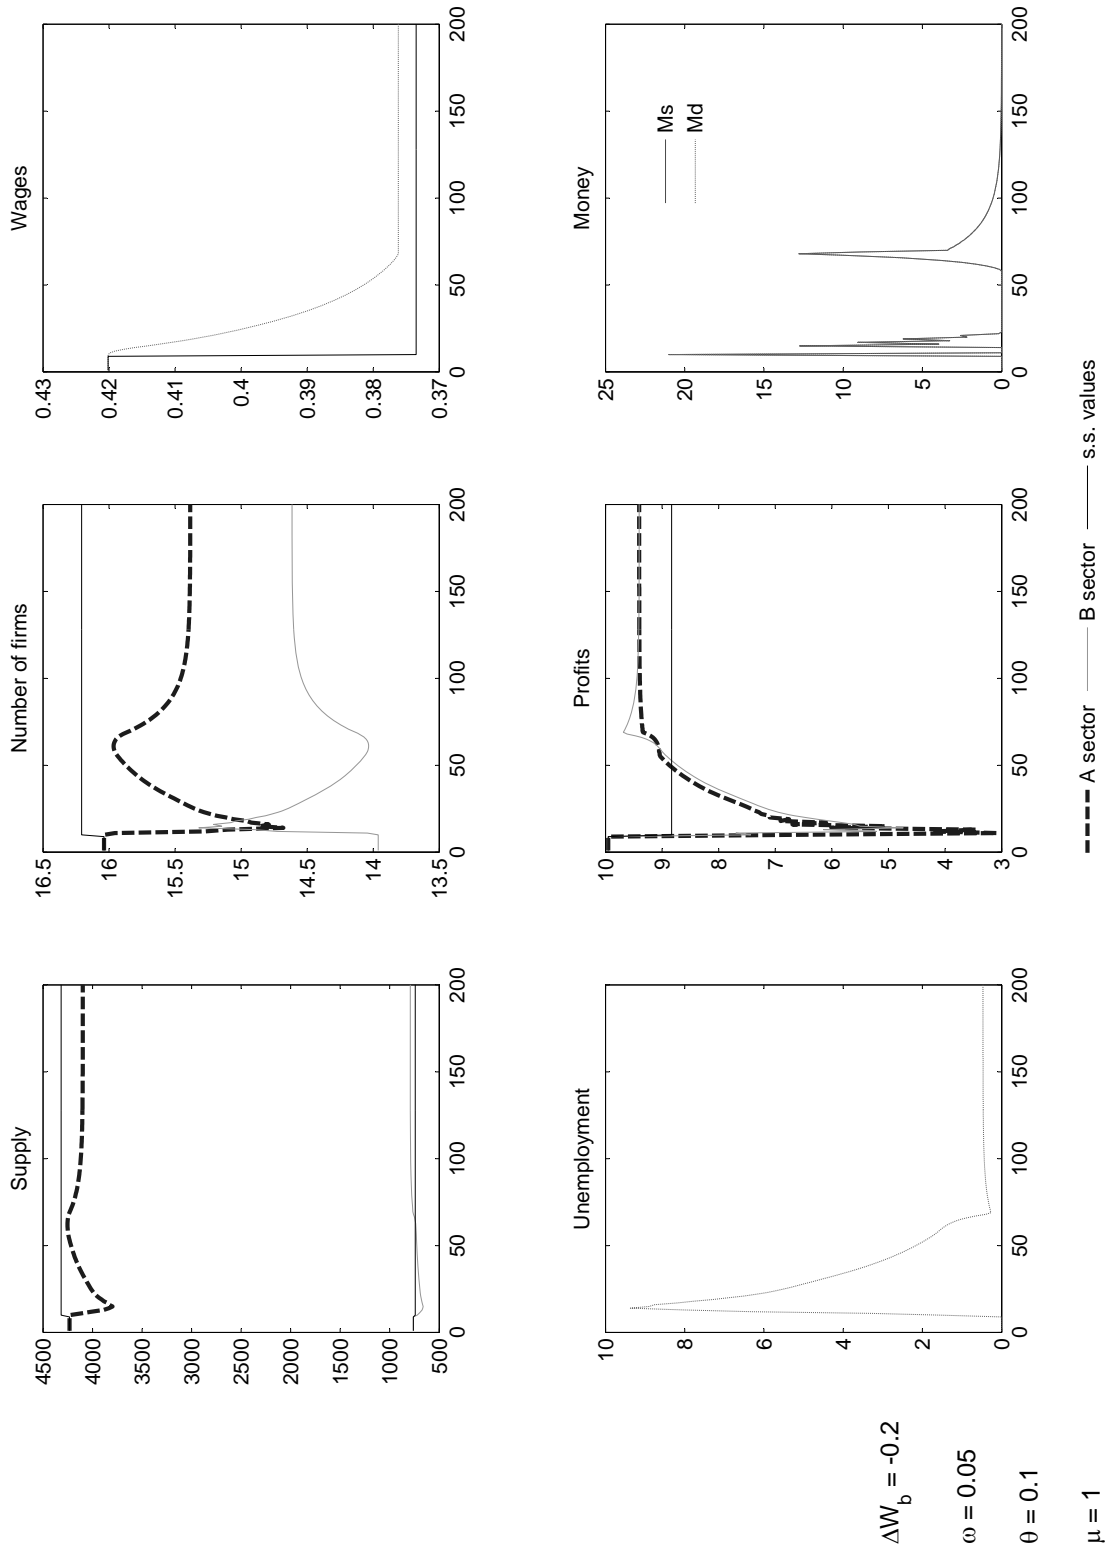 Supply
4500
4000
3500
3000
2500
2000
1500
1000
500
0 50 100 150 200
Number of firms
16.5
16
15.5
15
14.5
14
13.5
0 50 100 150 200
Wages
0.43
0.42
0.41
0.4
0.39
0.38
0.37
0 50 100 150 200
Unemployment
10
8
6
4
2
0
0 50 100 150 200
Profits
10
9
8
7
6
5
4
3
0 50 100 150 200
Money
25
20
15
10
5
0
0 50 100 150 200
Ms
Md
ΔW_b = -0.2
ω = 0.05
θ = 0.1
μ = 1
A sector B sector s.s. values